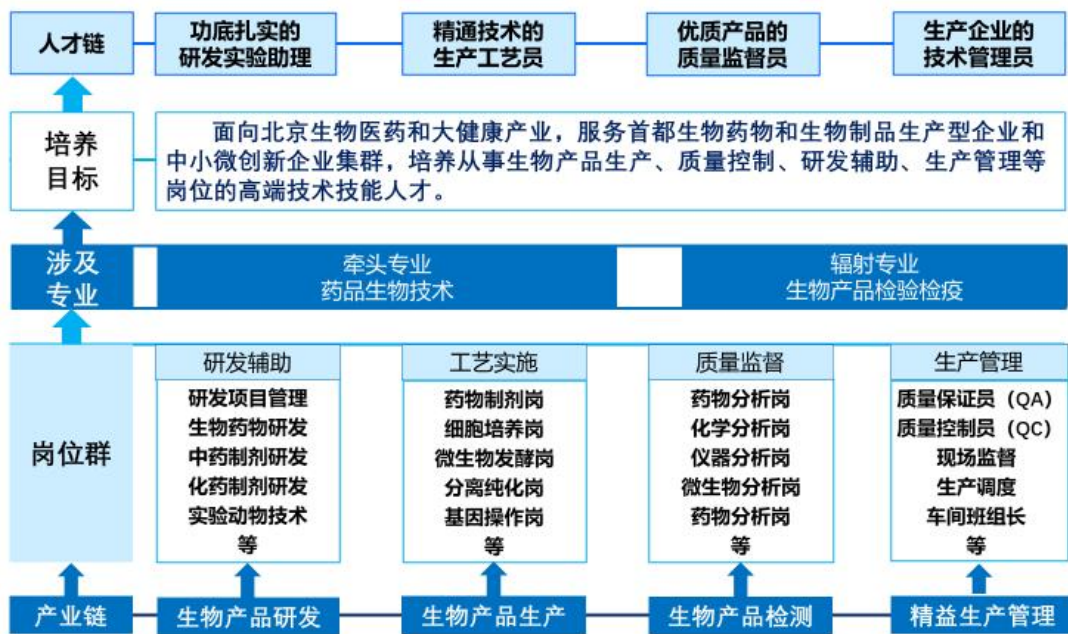 人才链
功底扎实的
研发实验助理
精通技术的
生产工艺员
优质产品的
质量监督员
生产企业的
技术管理员
培养
目标
面向北京生物医药和大健康产业，服务首都生物药物和生物制品生产型企业和
中小微创新企业集群，培养从事生物产品生产、质量控制、研发辅助、生产管理等
岗位的高端技术技能人才。
涉及
专业
牵头专业
药品生物技术
辐射专业
生物产品检验检疫
岗位群
研发辅助
研发项目管理
生物药物研发
中药制剂研发
化药制剂研发
实验动物技术
等
工艺实施
药物制剂岗
细胞培养岗
微生物发酵岗
分离纯化岗
基因操作岗
等
质量监督
药物分析岗
化学分析岗
仪器分析岗
微生物分析岗
药物分析岗
等
生产管理
质量保证员（QA）
质量控制员（QC）
现场监督
生产调度
车间班组长
等
产业链
生物产品研发
生物产品生产
生物产品检测
精益生产管理